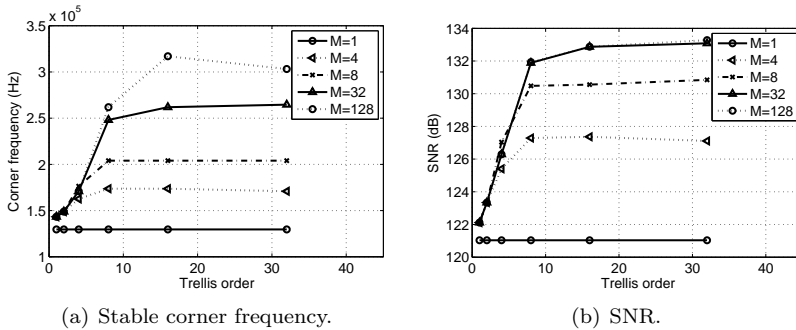 x 10⁵
3.5
3
2.5
2
1.5
1
0 10 20 30 40
Corner frequency (Hz)
Trellis order
M=1
M=4
M=8
M=32
M=128
(a) Stable corner frequency.
134
132
130
128
126
124
122
120
0 10 20 30 40
SNR (dB)
Trellis order
M=1
M=4
M=8
M=32
M=128
(b) SNR.